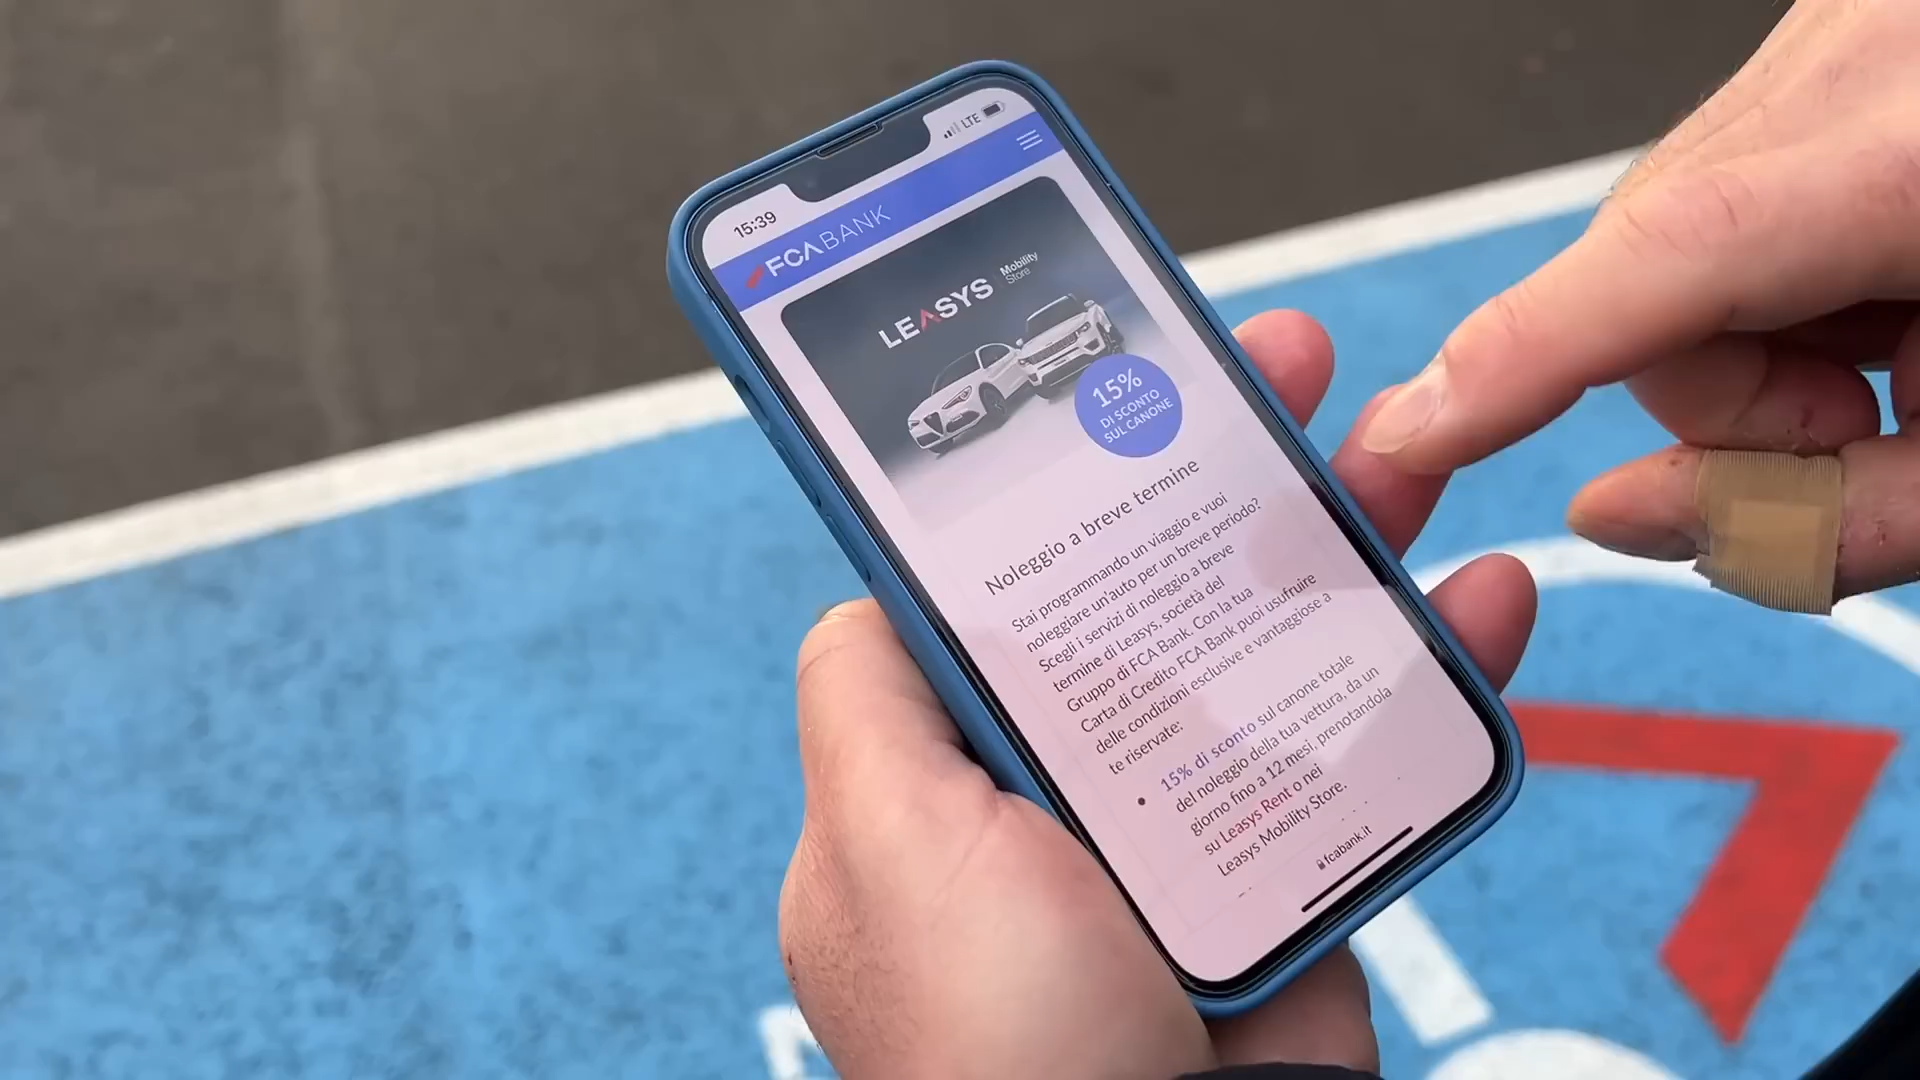 15:39
LTE
FCA BANK
LEASYS Mobility
Store
15%
DI SCONTO
SUL CANONE
Noleggio a breve termine
Stai programmando un viaggio e vuoi
noleggiare un'auto per un breve periodo?
Scegli i servizi di noleggio a breve
termine di Leasys, società del
Gruppo di FCA Bank. Con la tua
Carta di Credito FCA Bank puoi usufruire
delle condizioni esclusive e vantaggiose a
te riservate:
• 15% di sconto sul canone totale
del noleggio della tua vettura, da un
giorno fino a 12 mesi, prenotandola
su Leasys Rent o nei
Leasys Mobility Store.
fcabank.it